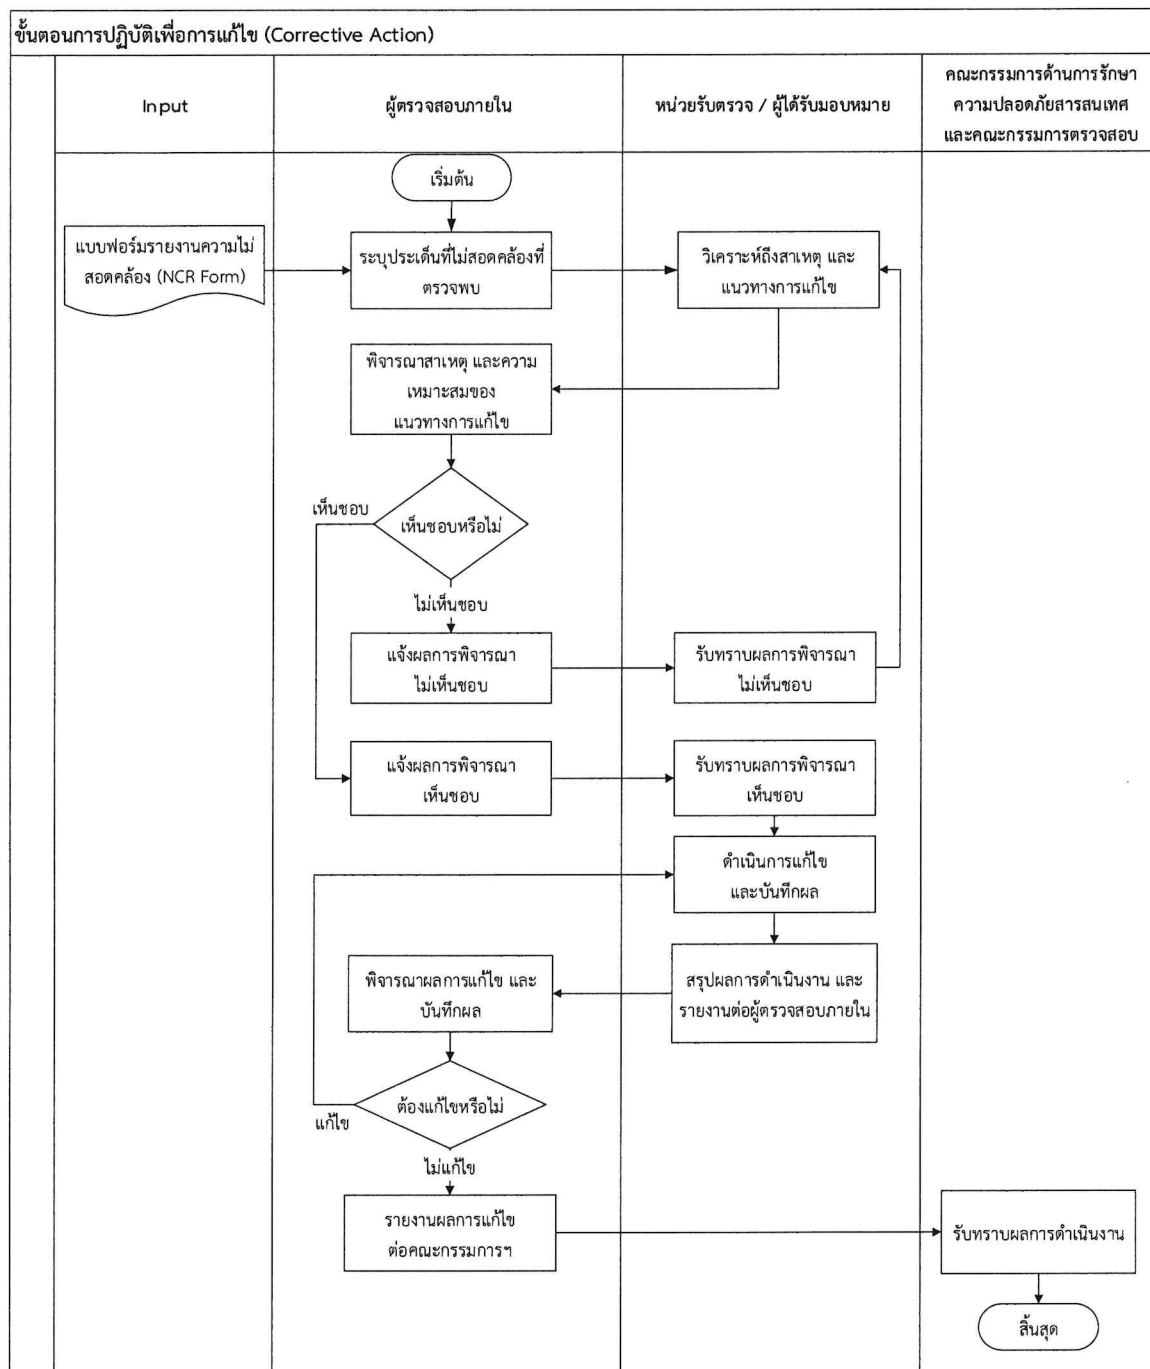 ขั้นตอนการปฏิบัติเพื่อการแก้ไข (Corrective Action)
Input
ผู้ตรวจสอบภายใน
หน่วยรับตรวจ / ผู้ได้รับมอบหมาย
คณะกรรมการด้านการรักษา
ความปลอดภัยสารสนเทศ
และคณะกรรมการตรวจสอบ
เริ่มต้น
แบบฟอร์มรายงานความไม่
สอดคล้อง (NCR Form)
ระบุประเด็นที่ไม่สอดคล้องที่
ตรวจพบ
วิเคราะห์ถึงสาเหตุ และ
แนวทางการแก้ไข
พิจารณาสาเหตุ และความ
เหมาะสมของ
แนวทางการแก้ไข
เห็นชอบ
เห็นชอบหรือไม่
ไม่เห็นชอบ
แจ้งผลการพิจารณา
ไม่เห็นชอบ
รับทราบผลการพิจารณา
ไม่เห็นชอบ
แจ้งผลการพิจารณา
เห็นชอบ
รับทราบผลการพิจารณา
เห็นชอบ
ดำเนินการแก้ไข
และบันทึกผล
พิจารณาผลการแก้ไข และ
บันทึกผล
สรุปผลการดำเนินงาน และ
รายงานต่อผู้ตรวจสอบภายใน
ต้องแก้ไขหรือไม่
แก้ไข
ไม่แก้ไข
รายงานผลการแก้ไข
ต่อคณะกรรมการฯ
รับทราบผลการดำเนินงาน
สิ้นสุด